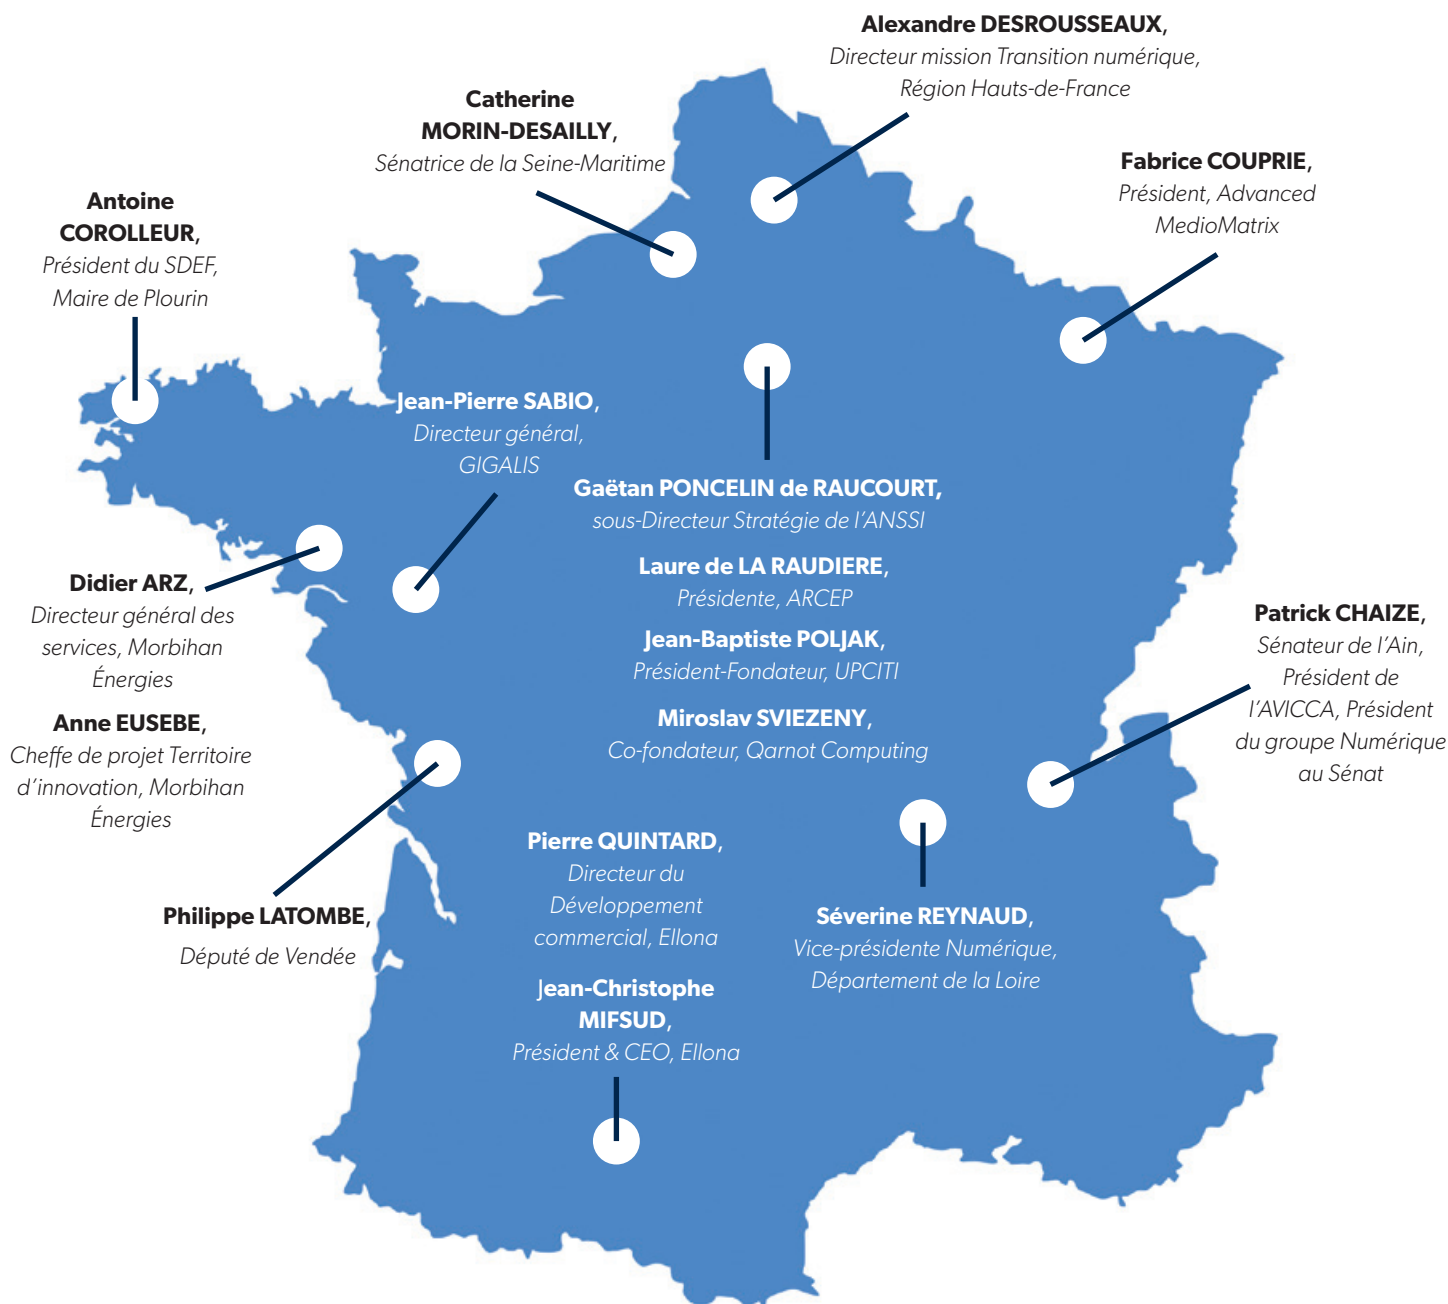 Alexandre DESROUSSEAUX,
Directeur mission Transition numérique,
Région Hauts-de-France
Catherine
MORIN-DESAILLY,
Sénatrice de la Seine-Maritime
Fabrice COUPRIE,
Président, Advanced
MedioMatrix
Antoine
COROLLEUR,
Président du SDEF,
Maire de Plourin
Jean-Pierre SABIO,
Directeur général,
GIGALIS
Gaëtan PONCELIN de RAUCOURT,
sous-Directeur Stratégie de l'ANSSI
Laure de LA RAUDIERE,
Présidente, ARCEP
Jean-Baptiste POLJAK,
Président-Fondateur, UPCITI
Miroslav SVIEZENY,
Co-fondateur, Qarnot Computing
Didier ARZ,
Directeur général des
services, Morbihan
Énergies
Anne EUSEBE,
Cheffe de projet Territoire
d'innovation, Morbihan
Énergies
Patrick CHAIZE,
Sénateur de l'Ain,
Président de
l'AVICCA, Président
du groupe Numérique
au Sénat
Philippe LATOMBE,
Député de Vendée
Pierre QUINTARD,
Directeur du
Développement
commercial, Ellona
Jean-Christophe
MIFSUD,
Président & CEO, Ellona
Séverine REYNAUD,
Vice-présidente Numérique,
Département de la Loire